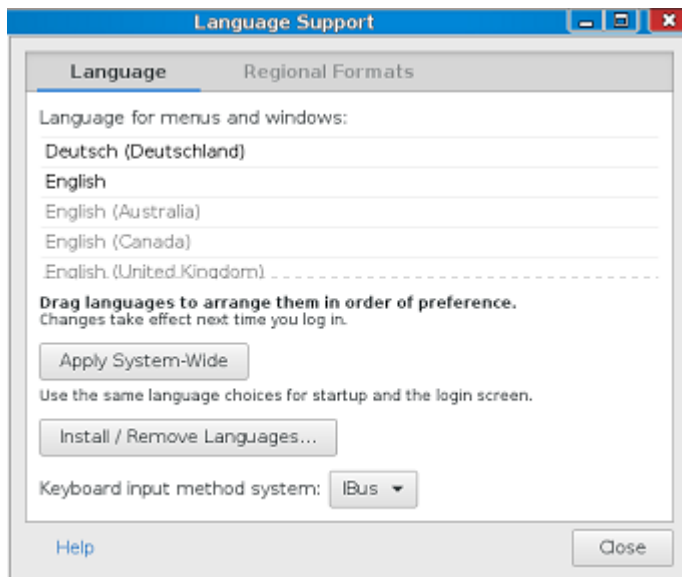 Language Support
Language Regional Formats
Language for menus and windows:
Deutsch (Deutschland)
English
English (Australia)
English (Canada)
English (United Kingdom)
Drag languages to arrange them in order of preference.
Changes take effect next time you log in.
Apply System-Wide
Use the same language choices for startup and the login screen.
Install / Remove Languages...
Keyboard input method system: IBus
Help Close